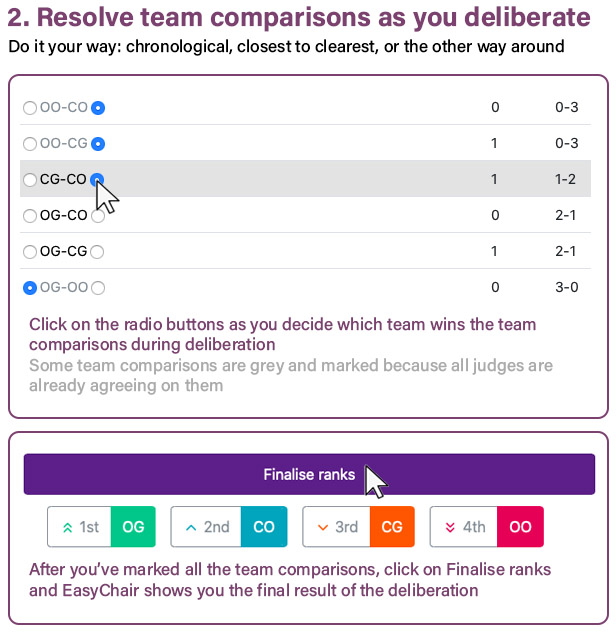 2. Resolve team comparisons as you deliberate
Do it your way: chronological, closest to clearest, or the other way around
OO-CO 0 0-3
OO-CG 1 0-3
CG-CO 1 1-2
OG-CO 0 2-1
OG-CG 1 2-1
OG-OO 0 3-0
Click on the radio buttons as you decide which team wins the team
comparisons during deliberation
Some team comparisons are grey and marked because all judges are
already agreeing on them
Finalise ranks
1st OG 2nd CO 3rd CG 4th OO
After you've marked all the team comparisons, click on Finalise ranks
and EasyChair shows you the final result of the deliberation